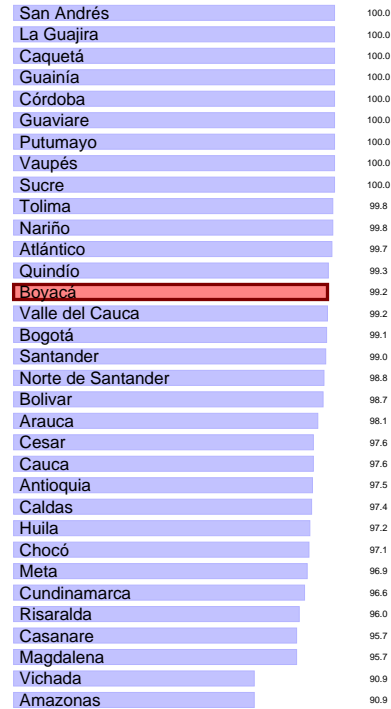 San Andrés 100.0
La Guajira 100.0
Caquetá 100.0
Guainía 100.0
Córdoba 100.0
Guaviare 100.0
Putumayo 100.0
Vaupés 100.0
Sucre 100.0
Tolima 99.8
Nariño 99.8
Atlántico 99.7
Quindío 99.3
Boyacá 99.2
Valle del Cauca 99.2
Bogotá 99.1
Santander 99.0
Norte de Santander 98.8
Bolivar 98.7
Arauca 98.1
Cesar 97.6
Cauca 97.6
Antioquia 97.5
Caldas 97.4
Huila 97.2
Chocó 97.1
Meta 96.9
Cundinamarca 96.6
Risaralda 96.0
Casanare 95.7
Magdalena 95.7
Vichada 90.9
Amazonas 90.9